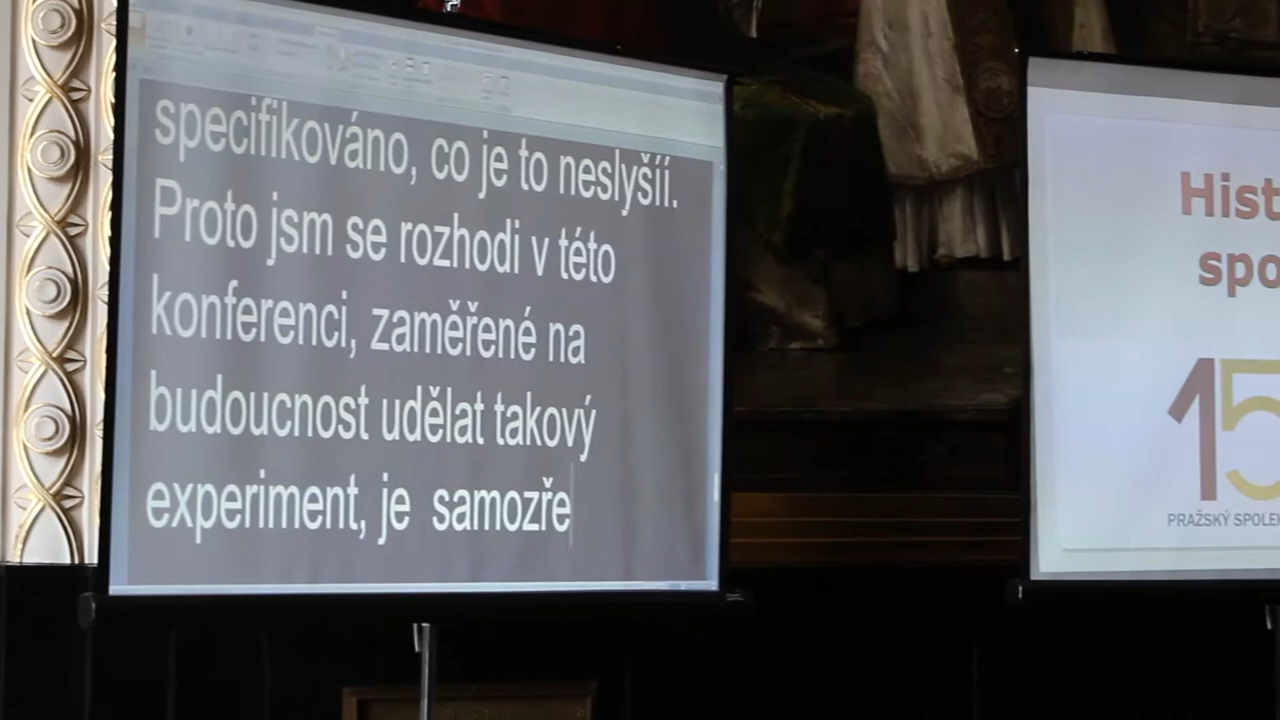 specifikováno, co je to neslyšíí.
Proto jsm se rozhodi v této
konferenci, zaměřené na
budoucnost udělat takový
experiment, je  samozře
Hist
spo
15
PRAŽSKÝ SPOLE